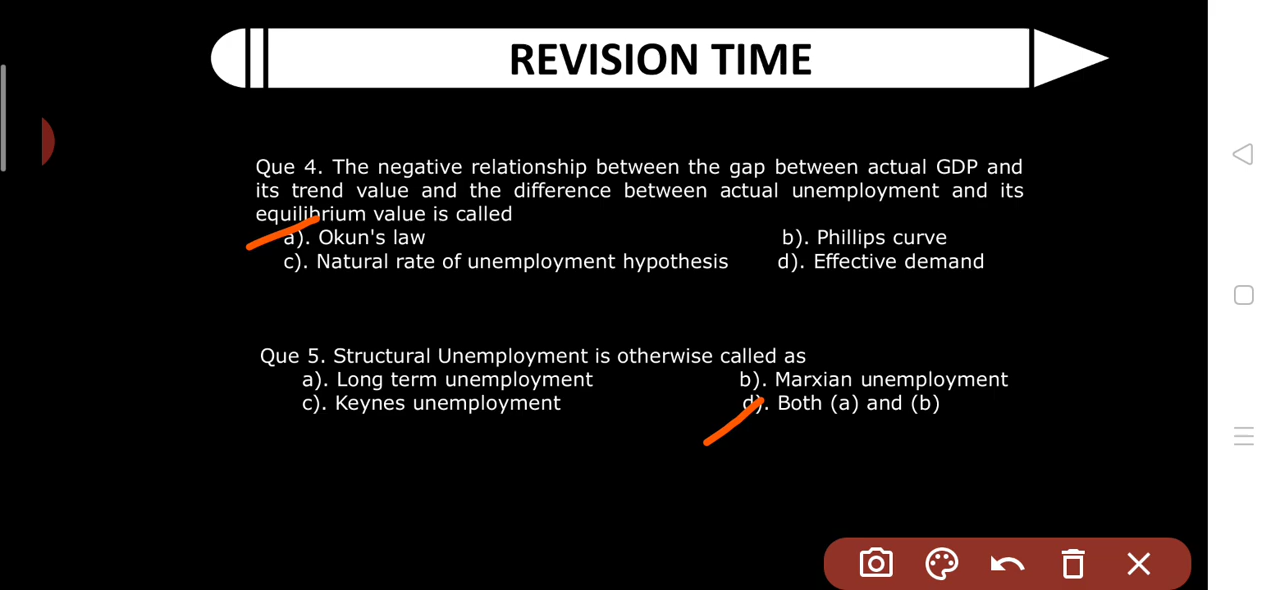 REVISION TIME
Que 4. The negative relationship between the gap between actual GDP and
its trend value and the difference between actual unemployment and its
equilibrium value is called
a). Okun's law b). Phillips curve
c). Natural rate of unemployment hypothesis d). Effective demand
Que 5. Structural Unemployment is otherwise called as
a). Long term unemployment b). Marxian unemployment
c). Keynes unemployment d). Both (a) and (b)